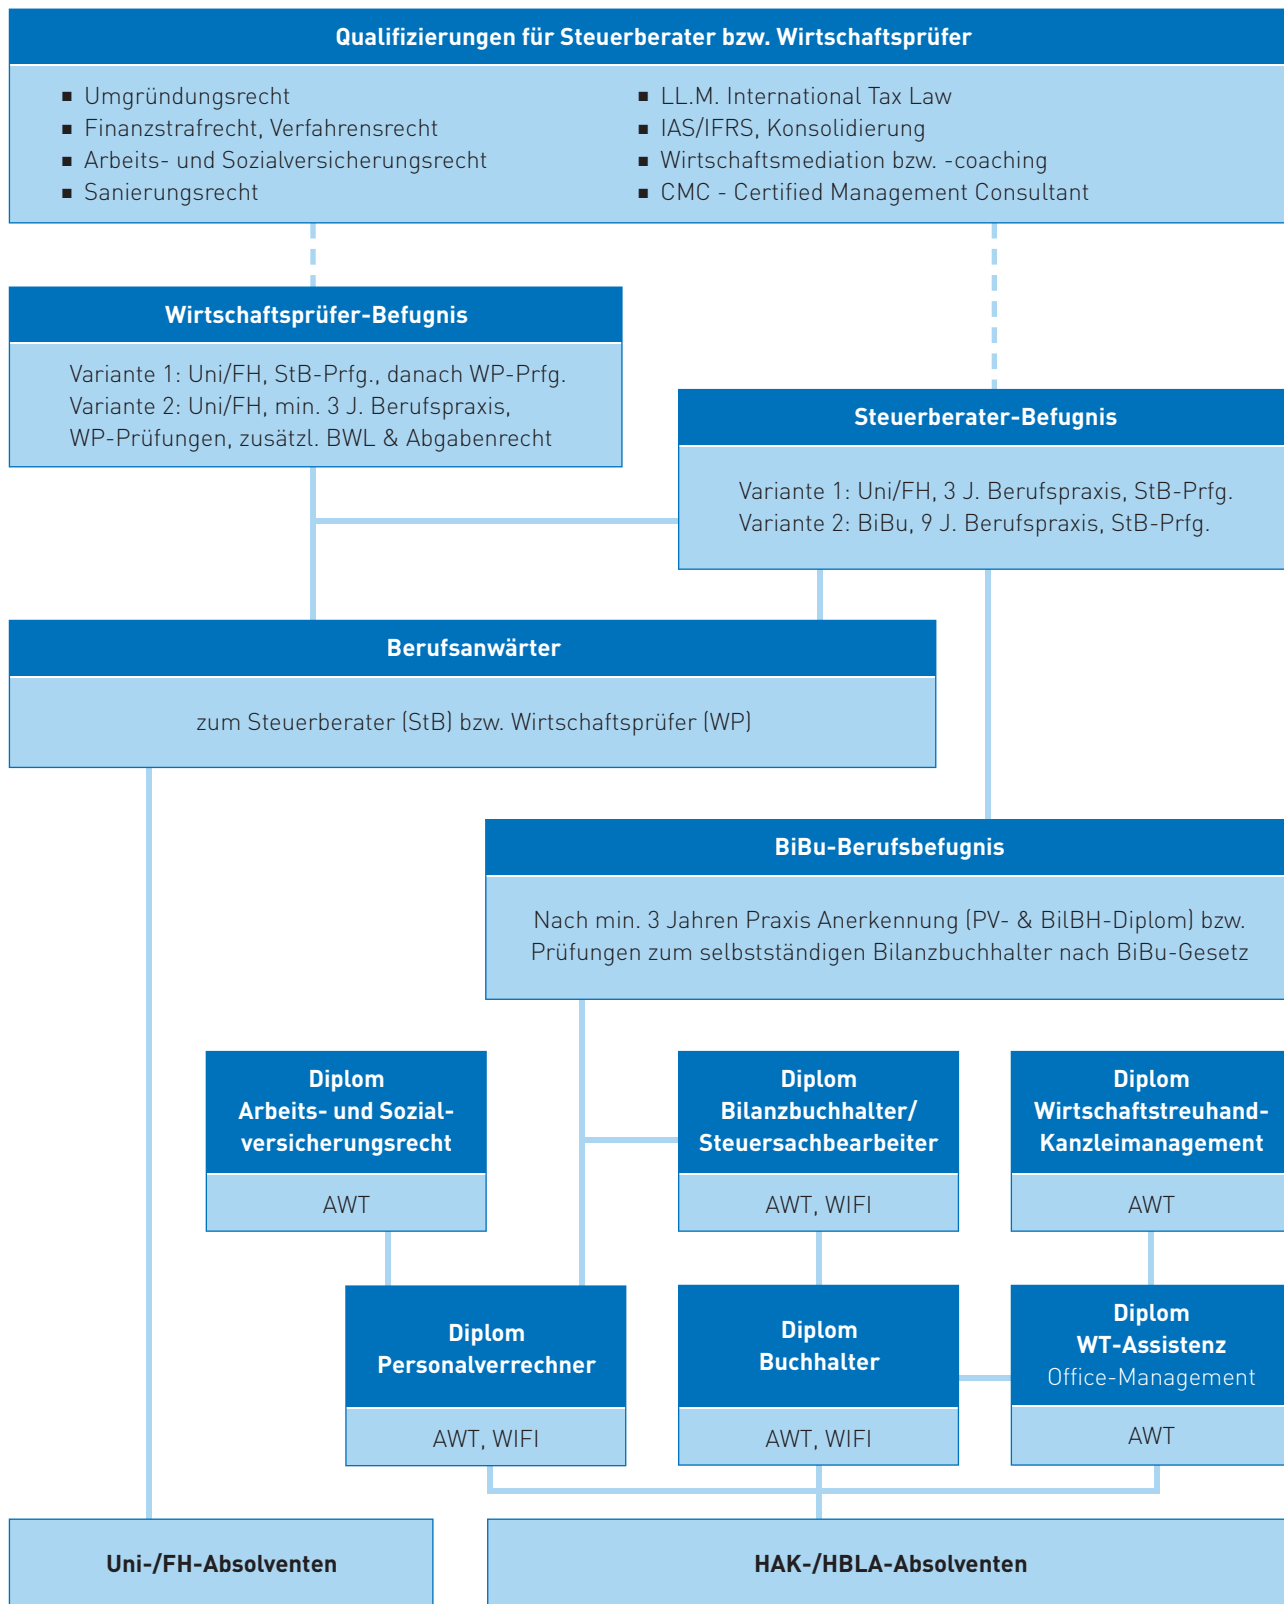 Qualifizierungen für Steuerberater bzw. Wirtschaftsprüfer
▪ Umgründungsrecht
▪ Finanzstrafrecht, Verfahrensrecht
▪ Arbeits- und Sozialversicherungsrecht
▪ Sanierungsrecht
▪ LL.M. International Tax Law
▪ IAS/IFRS, Konsolidierung
▪ Wirtschaftsmediation bzw. -coaching
▪ CMC - Certified Management Consultant
Wirtschaftsprüfer-Befugnis
Variante 1: Uni/FH, StB-Prfg., danach WP-Prfg.
Variante 2: Uni/FH, min. 3 J. Berufspraxis,
WP-Prüfungen, zusätzl. BWL & Abgabenrecht
Steuerberater-Befugnis
Variante 1: Uni/FH, 3 J. Berufspraxis, StB-Prfg.
Variante 2: BiBu, 9 J. Berufspraxis, StB-Prfg.
Berufsanwärter
zum Steuerberater (StB) bzw. Wirtschaftsprüfer (WP)
BiBu-Berufsbefugnis
Nach min. 3 Jahren Praxis Anerkennung (PV- & BilBH-Diplom) bzw.
Prüfungen zum selbstständigen Bilanzbuchhalter nach BiBu-Gesetz
Diplom
Arbeits- und Sozial-
versicherungsrecht
AWT
Diplom
Bilanzbuchhalter/
Steuersachbearbeiter
AWT, WIFI
Diplom
Wirtschaftstreuhand-
Kanzleimanagement
AWT
Diplom
Personalverrechner
AWT, WIFI
Diplom
Buchhalter
AWT, WIFI
Diplom
WT-Assistenz
Office-Management
AWT
Uni-/FH-Absolventen
HAK-/HBLA-Absolventen